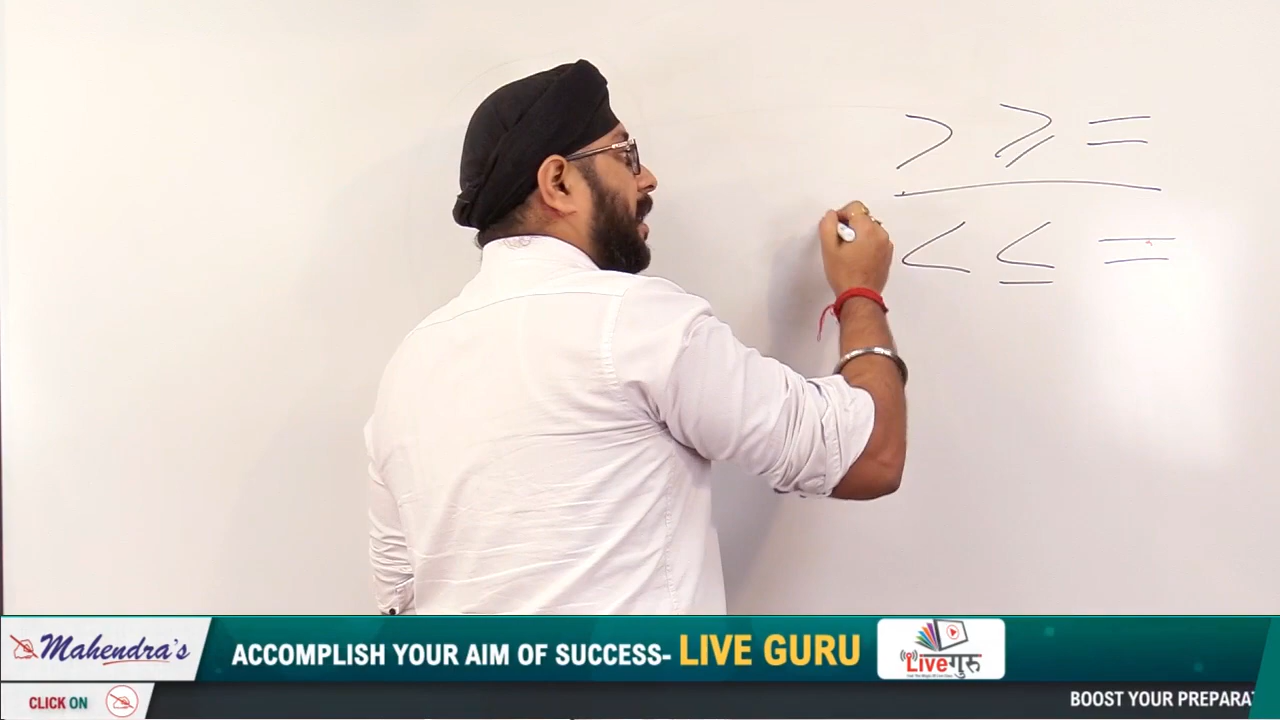 > ≥ =
< ≤ =
Mahendra's
ACCOMPLISH YOUR AIM OF SUCCESS- LIVE GURU
Liveगुरु
CLICK ON
BOOST YOUR PREPARAT